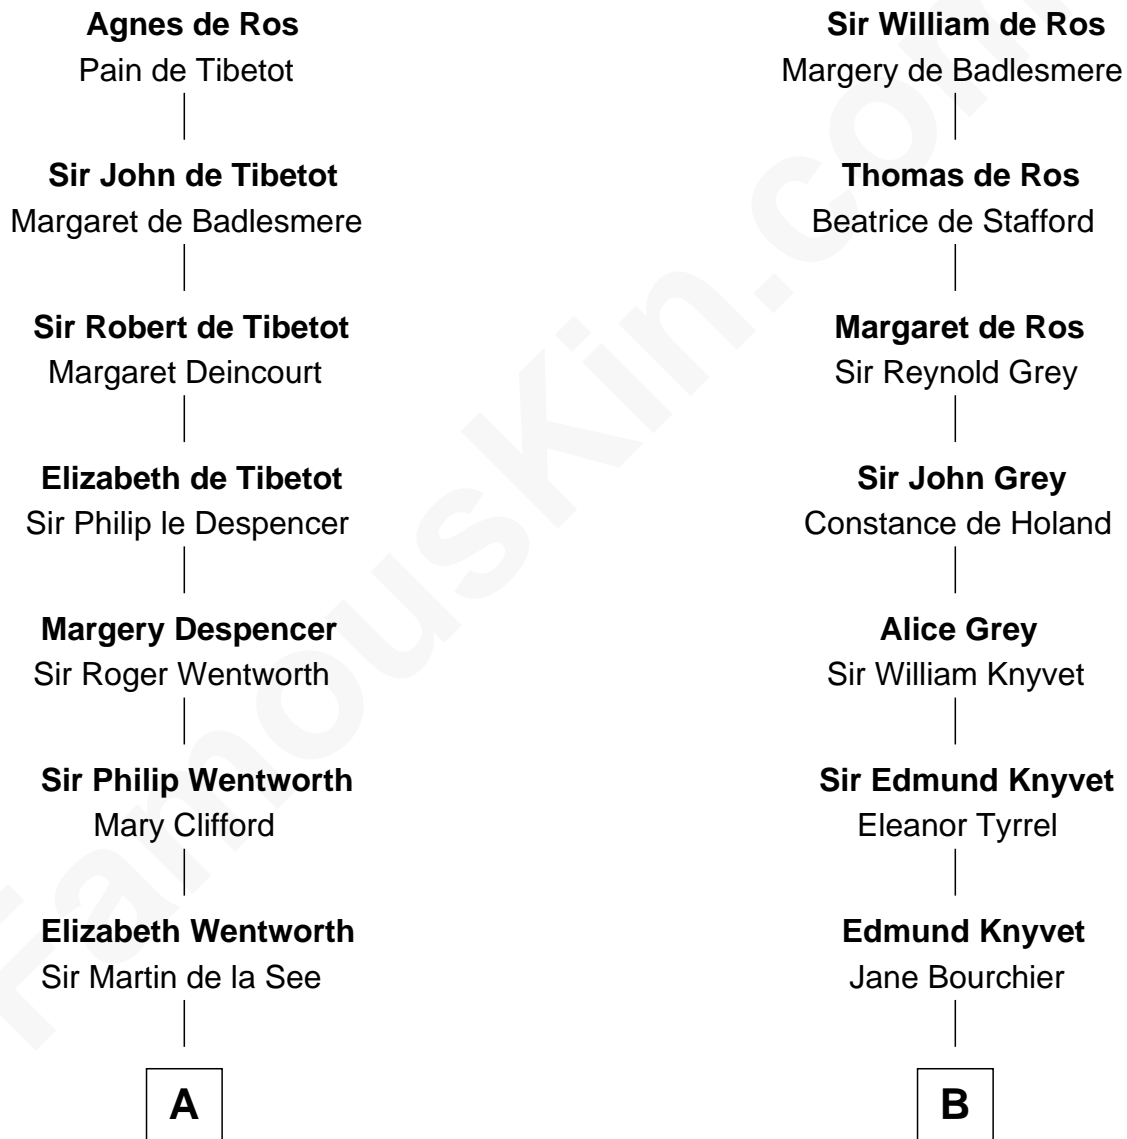 Agnes de Ros
Pain de Tibetot
Sir John de Tibetot
Margaret de Badlesmere
Sir Robert de Tibetot
Margaret Deincourt
Elizabeth de Tibetot
Sir Philip le Despencer
Margery Despencer
Sir Roger Wentworth
Sir Philip Wentworth
Mary Clifford
Elizabeth Wentworth
Sir Martin de la See
A
Sir William de Ros
Margery de Badlesmere
Thomas de Ros
Beatrice de Stafford
Margaret de Ros
Sir Reynold Grey
Sir John Grey
Constance de Holand
Alice Grey
Sir William Knyvet
Sir Edmund Knyvet
Eleanor Tyrrel
Edmund Knyvet
Jane Bourchier
B
FamousKin.com